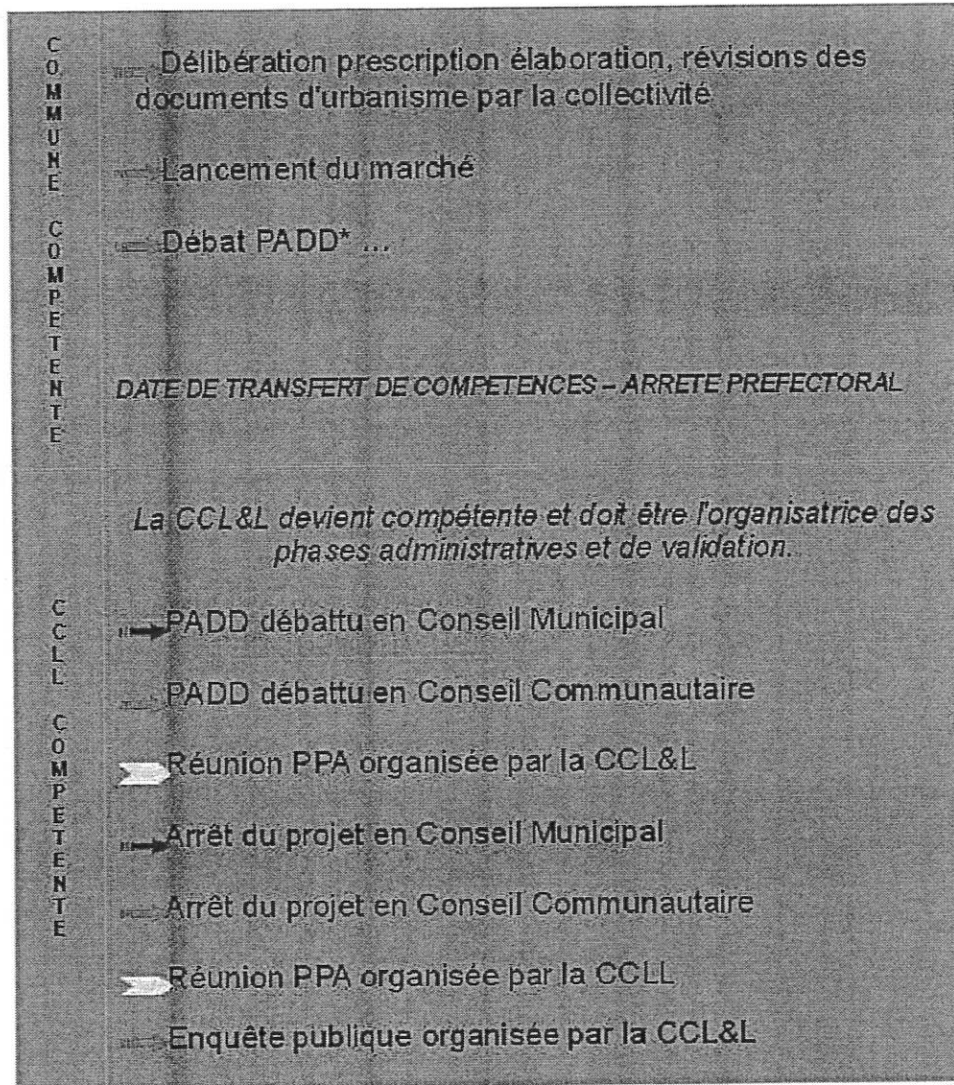 COMMUNE COMPETENTE
Délibération prescription élaboration, révisions des
documents d'urbanisme par la collectivité
Lancement du marché
Débat PADD* ...
DATE DE TRANSFERT DE COMPETENCES – ARRETE PREFECTORAL
La CCL&L devient compétente et doit être l'organisatrice des
phases administratives et de validation.
CCLL COMPETENTE
PADD débattu en Conseil Municipal
PADD débattu en Conseil Communautaire
Réunion PPA organisée par la CCL&L
Arrêt du projet en Conseil Municipal
Arrêt du projet en Conseil Communautaire
Réunion PPA organisée par la CCLL
Enquête publique organisée par la CCL&L